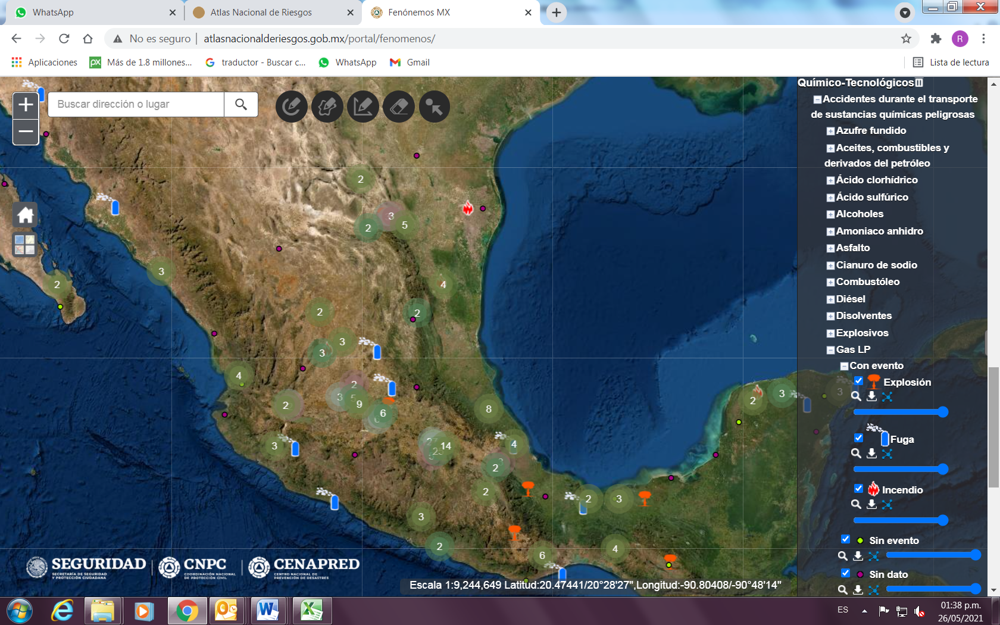 WhatsApp
Atlas Nacional de Riesgos
Fenónemos MX
No es seguro | atlasnacionalderiesgos.gob.mx/portal/fenomenos/
R
Aplicaciones
Más de 1.8 millones...
traductor - Buscar c...
WhatsApp
Gmail
Lista de lectura
+
−
Buscar dirección o lugar
Químico-Tecnológicos
Accidentes durante el transporte
de sustancias químicas peligrosas
Azufre fundido
Aceites, combustibles y
derivados del petróleo
Ácido clorhídrico
Ácido sulfúrico
Alcoholes
Amoniaco anhidro
Asfalto
Cianuro de sodio
Combustóleo
Diésel
Disolventes
Explosivos
Gas LP
Con evento
Explosión
Fuga
Incendio
Sin evento
Sin dato
2
3
2
5
3
2
4
2
2
3
3
4
2
3
2
9
6
8
2
3
2
3
3
14
4
2
2
2
3
3
2
6
4
SEGURIDAD
SECRETARÍA DE SEGURIDAD
Y PROTECCIÓN CIUDADANA
CNPC
COORDINACIÓN NACIONAL
DE PROTECCIÓN CIVIL
CENAPRED
CENTRO NACIONAL DE
PREVENCIÓN DE DESASTRES
Escala 1:9,244,649 Latitud:20.47441/20°28'27",Longitud:-90.80408/-90°48'14"
ES
01:38 p.m.
26/05/2021